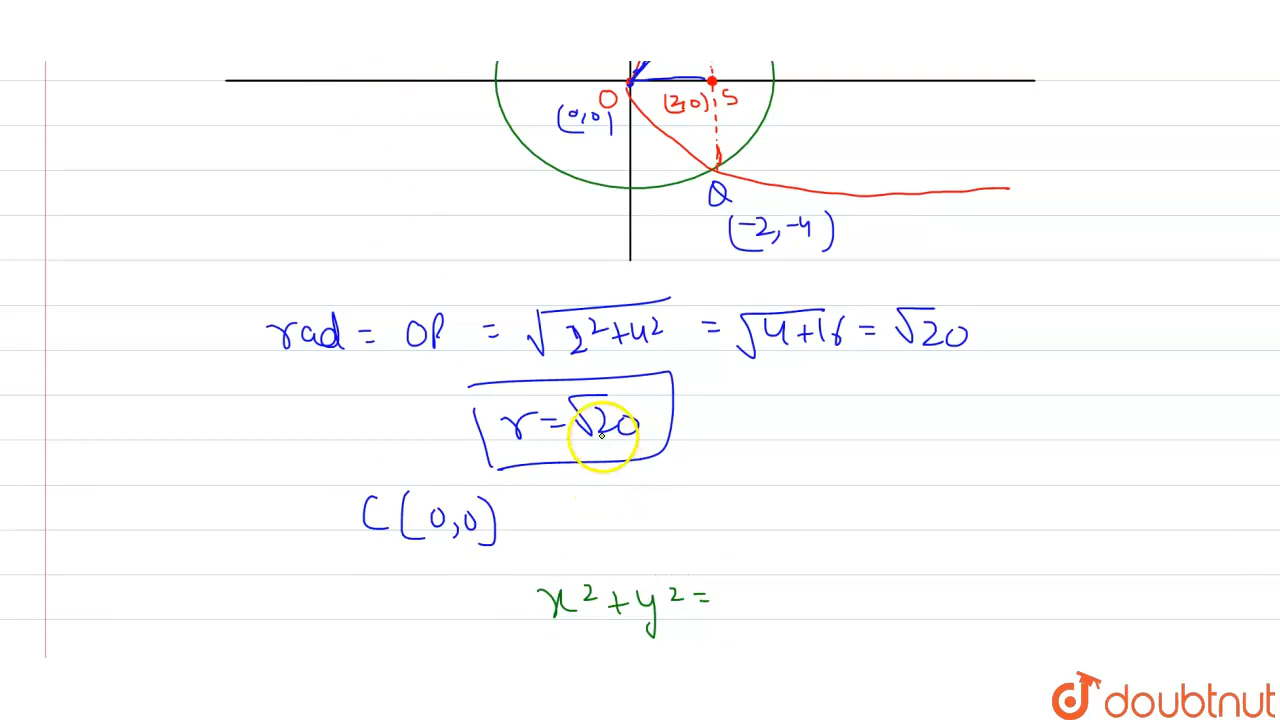 O (2,0) S
(0,0)
Q
(-2,-4)
rad = OP = √2²+4² = √4+16 = √20
r = √20
C (0,0)
x² + y² =
doubtnut